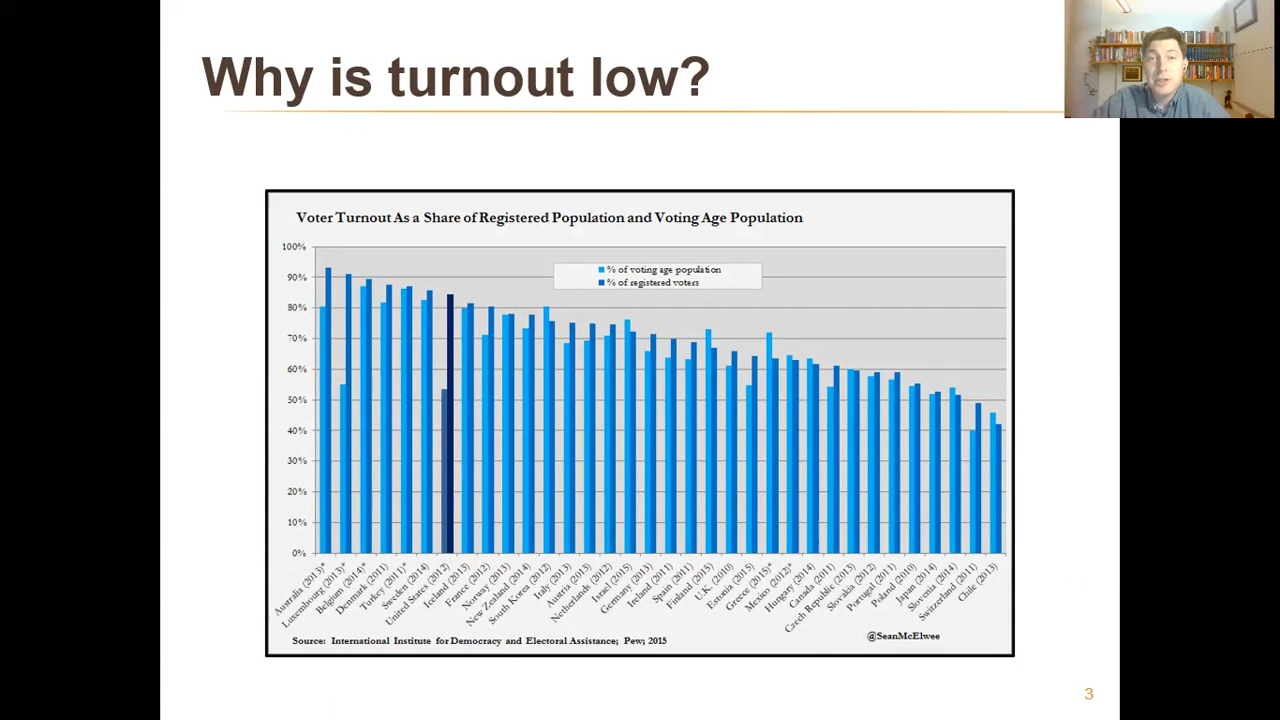 Why is turnout low?
Voter Turnout As a Share of Registered Population and Voting Age Population
% of voting age population
% of registered voters
100%
90%
80%
70%
60%
50%
40%
30%
20%
10%
0%
Australia (2013)*
Luxembourg (2013)*
Belgium (2014)*
Denmark (2011)
Turkey (2011)*
Sweden (2014)
United States (2012)
Iceland (2013)
France (2012)
Norway (2013)
New Zealand (2014)
South Korea (2012)
Italy (2013)
Austria (2013)
Netherlands (2012)
Israel (2015)
Germany (2013)
Ireland (2011)
Spain (2011)
Finland (2015)
U.K. (2010)
Estonia (2015)
Greece (2015)*
Mexico (2012)*
Hungary (2014)
Canada (2011)
Czech Republic (2013)
Slovakia (2012)
Portugal (2011)
Poland (2010)
Japan (2014)
Slovenia (2014)
Switzerland (2011)
Chile (2013)
Source: International Institute for Democracy and Electoral Assistance; Pew; 2015
@SeanMcElwee
3